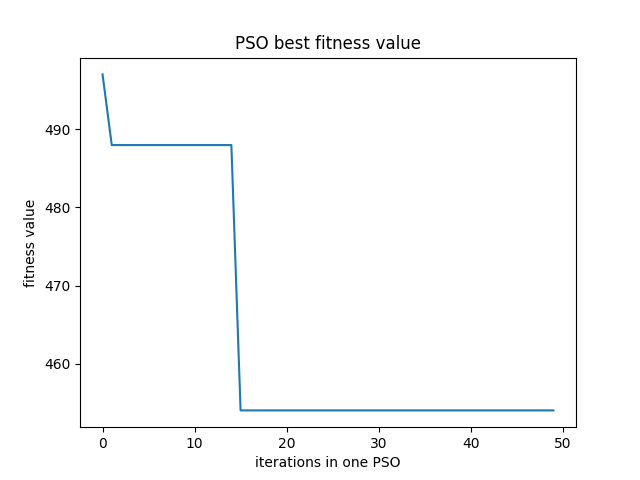 PSO best fitness value
490
480
470
460
fitness value
0 10 20 30 40 50
iterations in one PSO